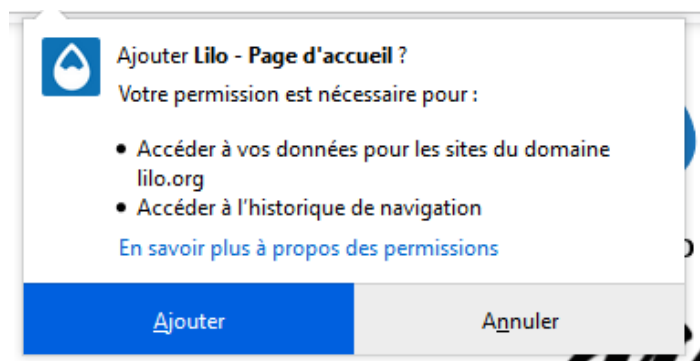 Ajouter Lilo - Page d'accueil ?
Votre permission est nécessaire pour :
• Accéder à vos données pour les sites du domaine
lilo.org
• Accéder à l’historique de navigation
En savoir plus à propos des permissions
Ajouter
Annuler